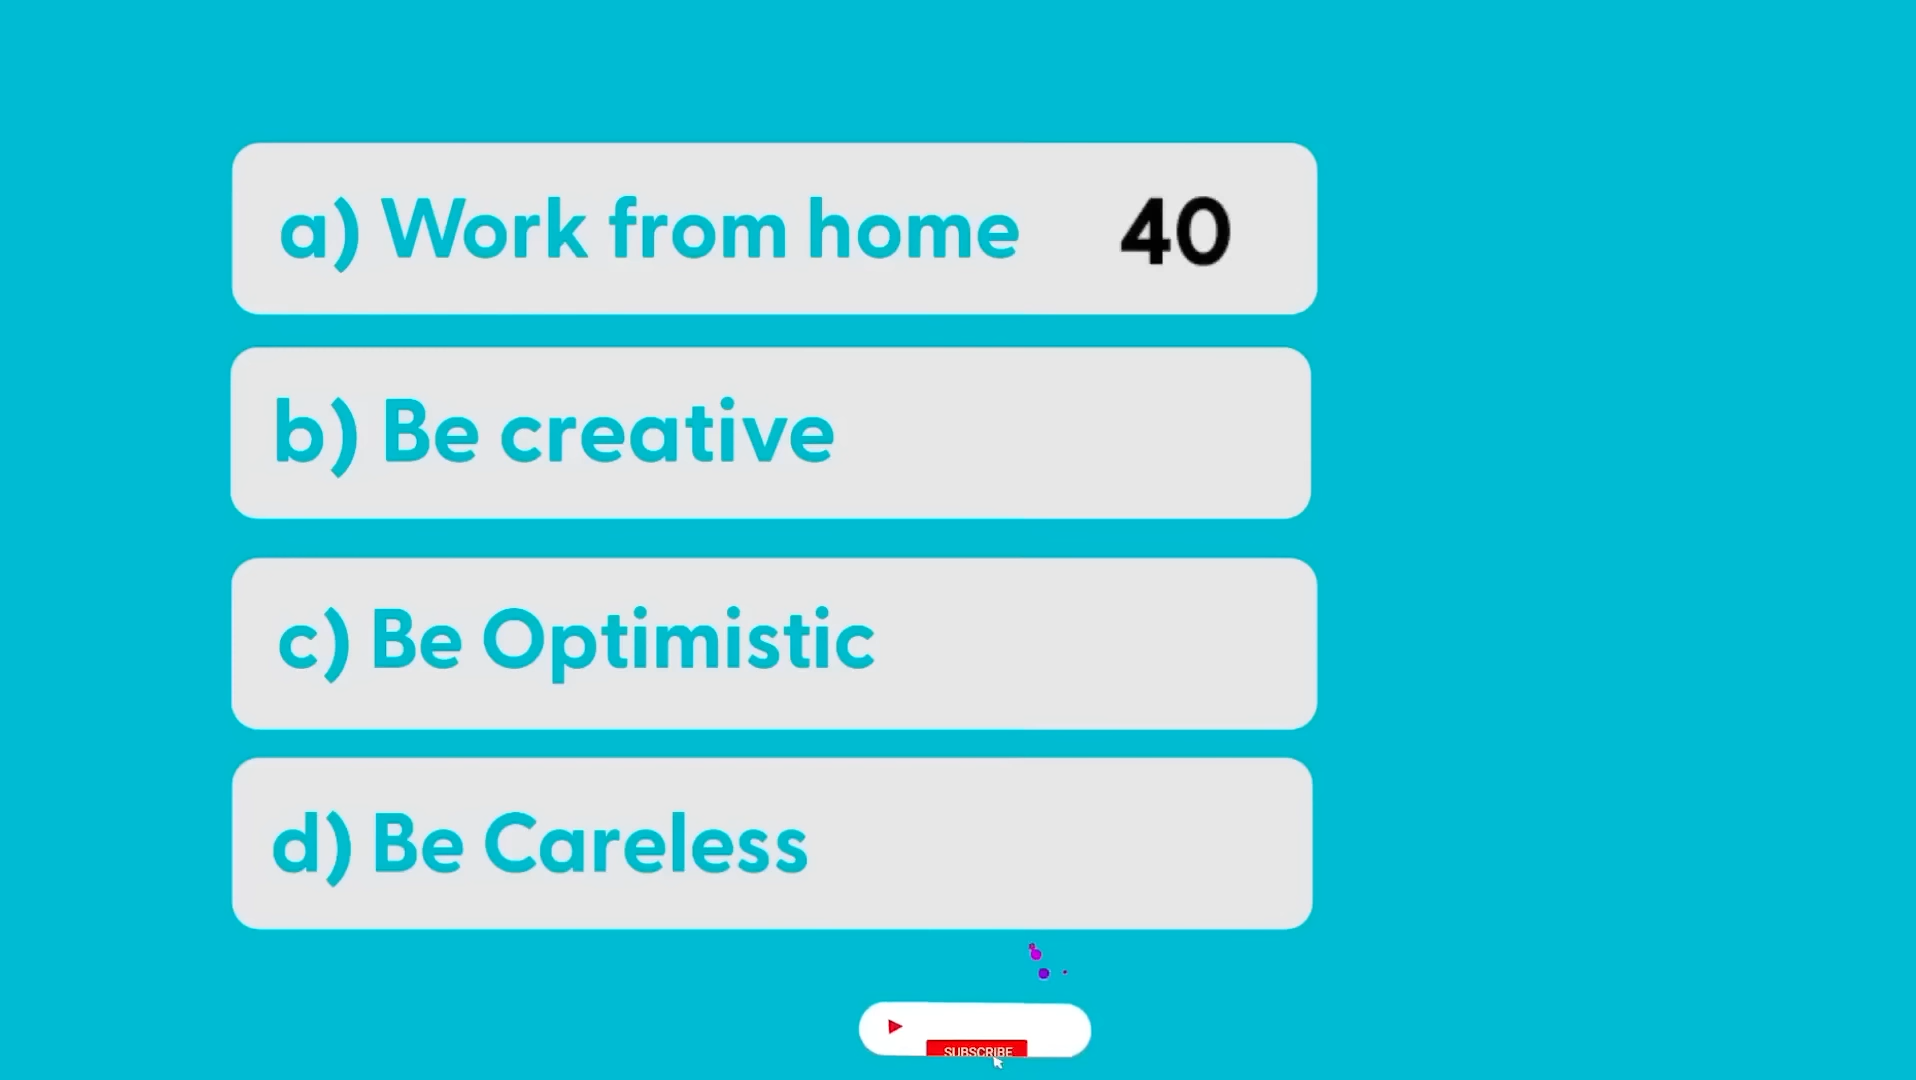 a) Work from home 40
b) Be creative
c) Be Optimistic
d) Be Careless
SUBSCRIBE